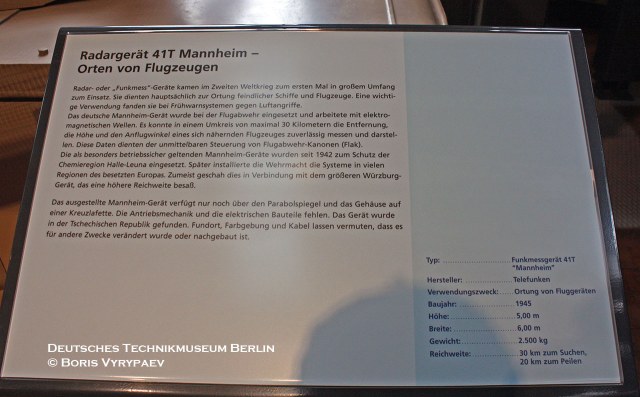 Radargerät 41T Mannheim –
Orten von Flugzeugen
Radar- oder „Funkmess“-Geräte kamen im Zweiten Weltkrieg zum ersten Mal in großem Umfang
zum Einsatz. Sie dienten hauptsächlich zur Ortung feindlicher Schiffe und Flugzeuge. Eine wichti-
ge Verwendung fanden sie bei Frühwarnsystemen gegen Luftangriffe.
Das deutsche Mannheim-Gerät wurde bei der Flugabwehr eingesetzt und arbeitete mit elektro-
magnetischen Wellen. Es konnte in einem Umkreis von maximal 30 Kilometern die Entfernung,
die Höhe und den Anflugwinkel eines sich nähernden Flugzeuges zuverlässig messen und darstel-
len. Diese Daten dienten der unmittelbaren Steuerung von Flugabwehr-Kanonen (Flak).
Die als besonders betriebssicher geltenden Mannheim-Geräte wurden seit 1942 zum Schutz der
Chemieregion Halle-Leuna eingesetzt. Später installierte die Wehrmacht die Systeme in vielen
Regionen des besetzten Europas. Zumeist geschah dies in Verbindung mit dem größeren Würzburg-
Gerät, das eine höhere Reichweite besaß.
Das ausgestellte Mannheim-Gerät verfügt nur noch über den Parabolspiegel und das Gehäuse auf
einer Kreuzlafette. Die Antriebsmechanik und die elektrischen Bauteile fehlen. Das Gerät wurde
in der Tschechischen Republik gefunden. Fundort, Farbgebung und Kabel lassen vermuten, dass es
für andere Zwecke verändert wurde oder nachgebaut ist.
Typ: Funkmessgerät 41T
"Mannheim"
Hersteller: Telefunken
Verwendungszweck: Ortung von Fluggeräten
Baujahr: 1945
Höhe: 5,00 m
Breite: 6,00 m
Gewicht: 2.500 kg
Reichweite: 30 km zum Suchen,
20 km zum Peilen
Deutsches Technikmuseum Berlin
© Boris Vyrypaev